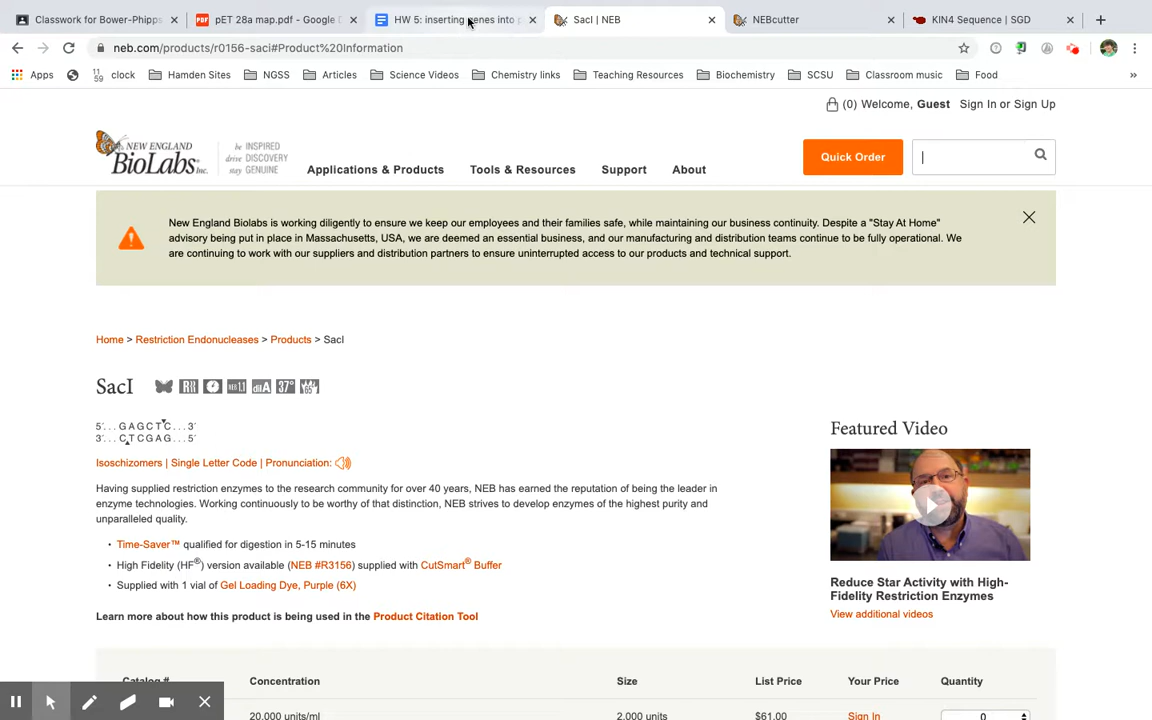 Classwork for Bower-Phipps
pET 28a map.pdf - Google D
HW 5: inserting genes into p
SacI | NEB
NEBcutter
KIN4 Sequence | SGD
neb.com/products/r0156-saci#Product%20Information
Apps
11
59
clock
Hamden Sites
NGSS
Articles
Science Videos
Chemistry links
Teaching Resources
Biochemistry
SCSU
Classroom music
Food
»
(0) Welcome, Guest Sign In or Sign Up
NEW ENGLAND
BioLabs Inc.
be INSPIRED
drive DISCOVERY
stay GENUINE
Applications & Products
Tools & Resources
Support
About
Quick Order
New England Biolabs is working diligently to ensure we keep our employees and their families safe, while maintaining our business continuity. Despite a "Stay At Home"
advisory being put in place in Massachusetts, USA, we are deemed an essential business, and our manufacturing and distribution teams continue to be fully operational. We
are continuing to work with our suppliers and distribution partners to ensure uninterrupted access to our products and technical support.
Home > Restriction Endonucleases > Products > SacI
SacI
RX NEB 1.1 dilA 37° 65°
5´... G A G C T C ... 3´
3´... C T C G A G ... 5´
Isoschizomers | Single Letter Code | Pronunciation:
Having supplied restriction enzymes to the research community for over 40 years, NEB has earned the reputation of being the leader in
enzyme technologies. Working continuously to be worthy of that distinction, NEB strives to develop enzymes of the highest purity and
unparalleled quality.
• Time-Saver™ qualified for digestion in 5-15 minutes
• High Fidelity (HF®) version available (NEB #R3156) supplied with CutSmart® Buffer
• Supplied with 1 vial of Gel Loading Dye, Purple (6X)
Learn more about how this product is being used in the Product Citation Tool
Featured Video
Reduce Star Activity with High-
Fidelity Restriction Enzymes
View additional videos
Catalog # Concentration Size List Price Your Price Quantity
20,000 units/ml 2,000 units $61.00 Sign In 0